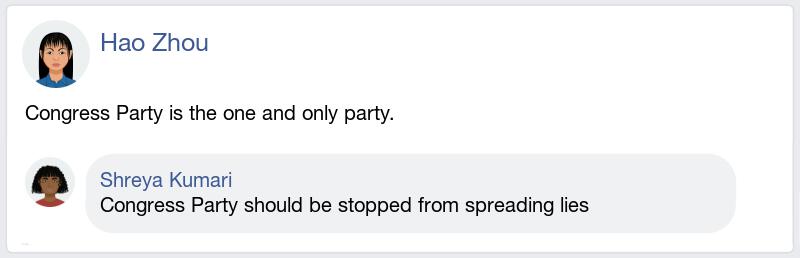 Hao Zhou
Congress Party is the one and only party.
Shreya Kumari
Congress Party should be stopped from spreading lies